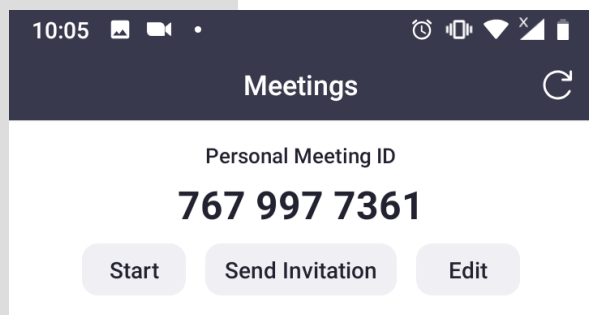 10:05
Meetings
Personal Meeting ID
767 997 7361
Start Send Invitation Edit